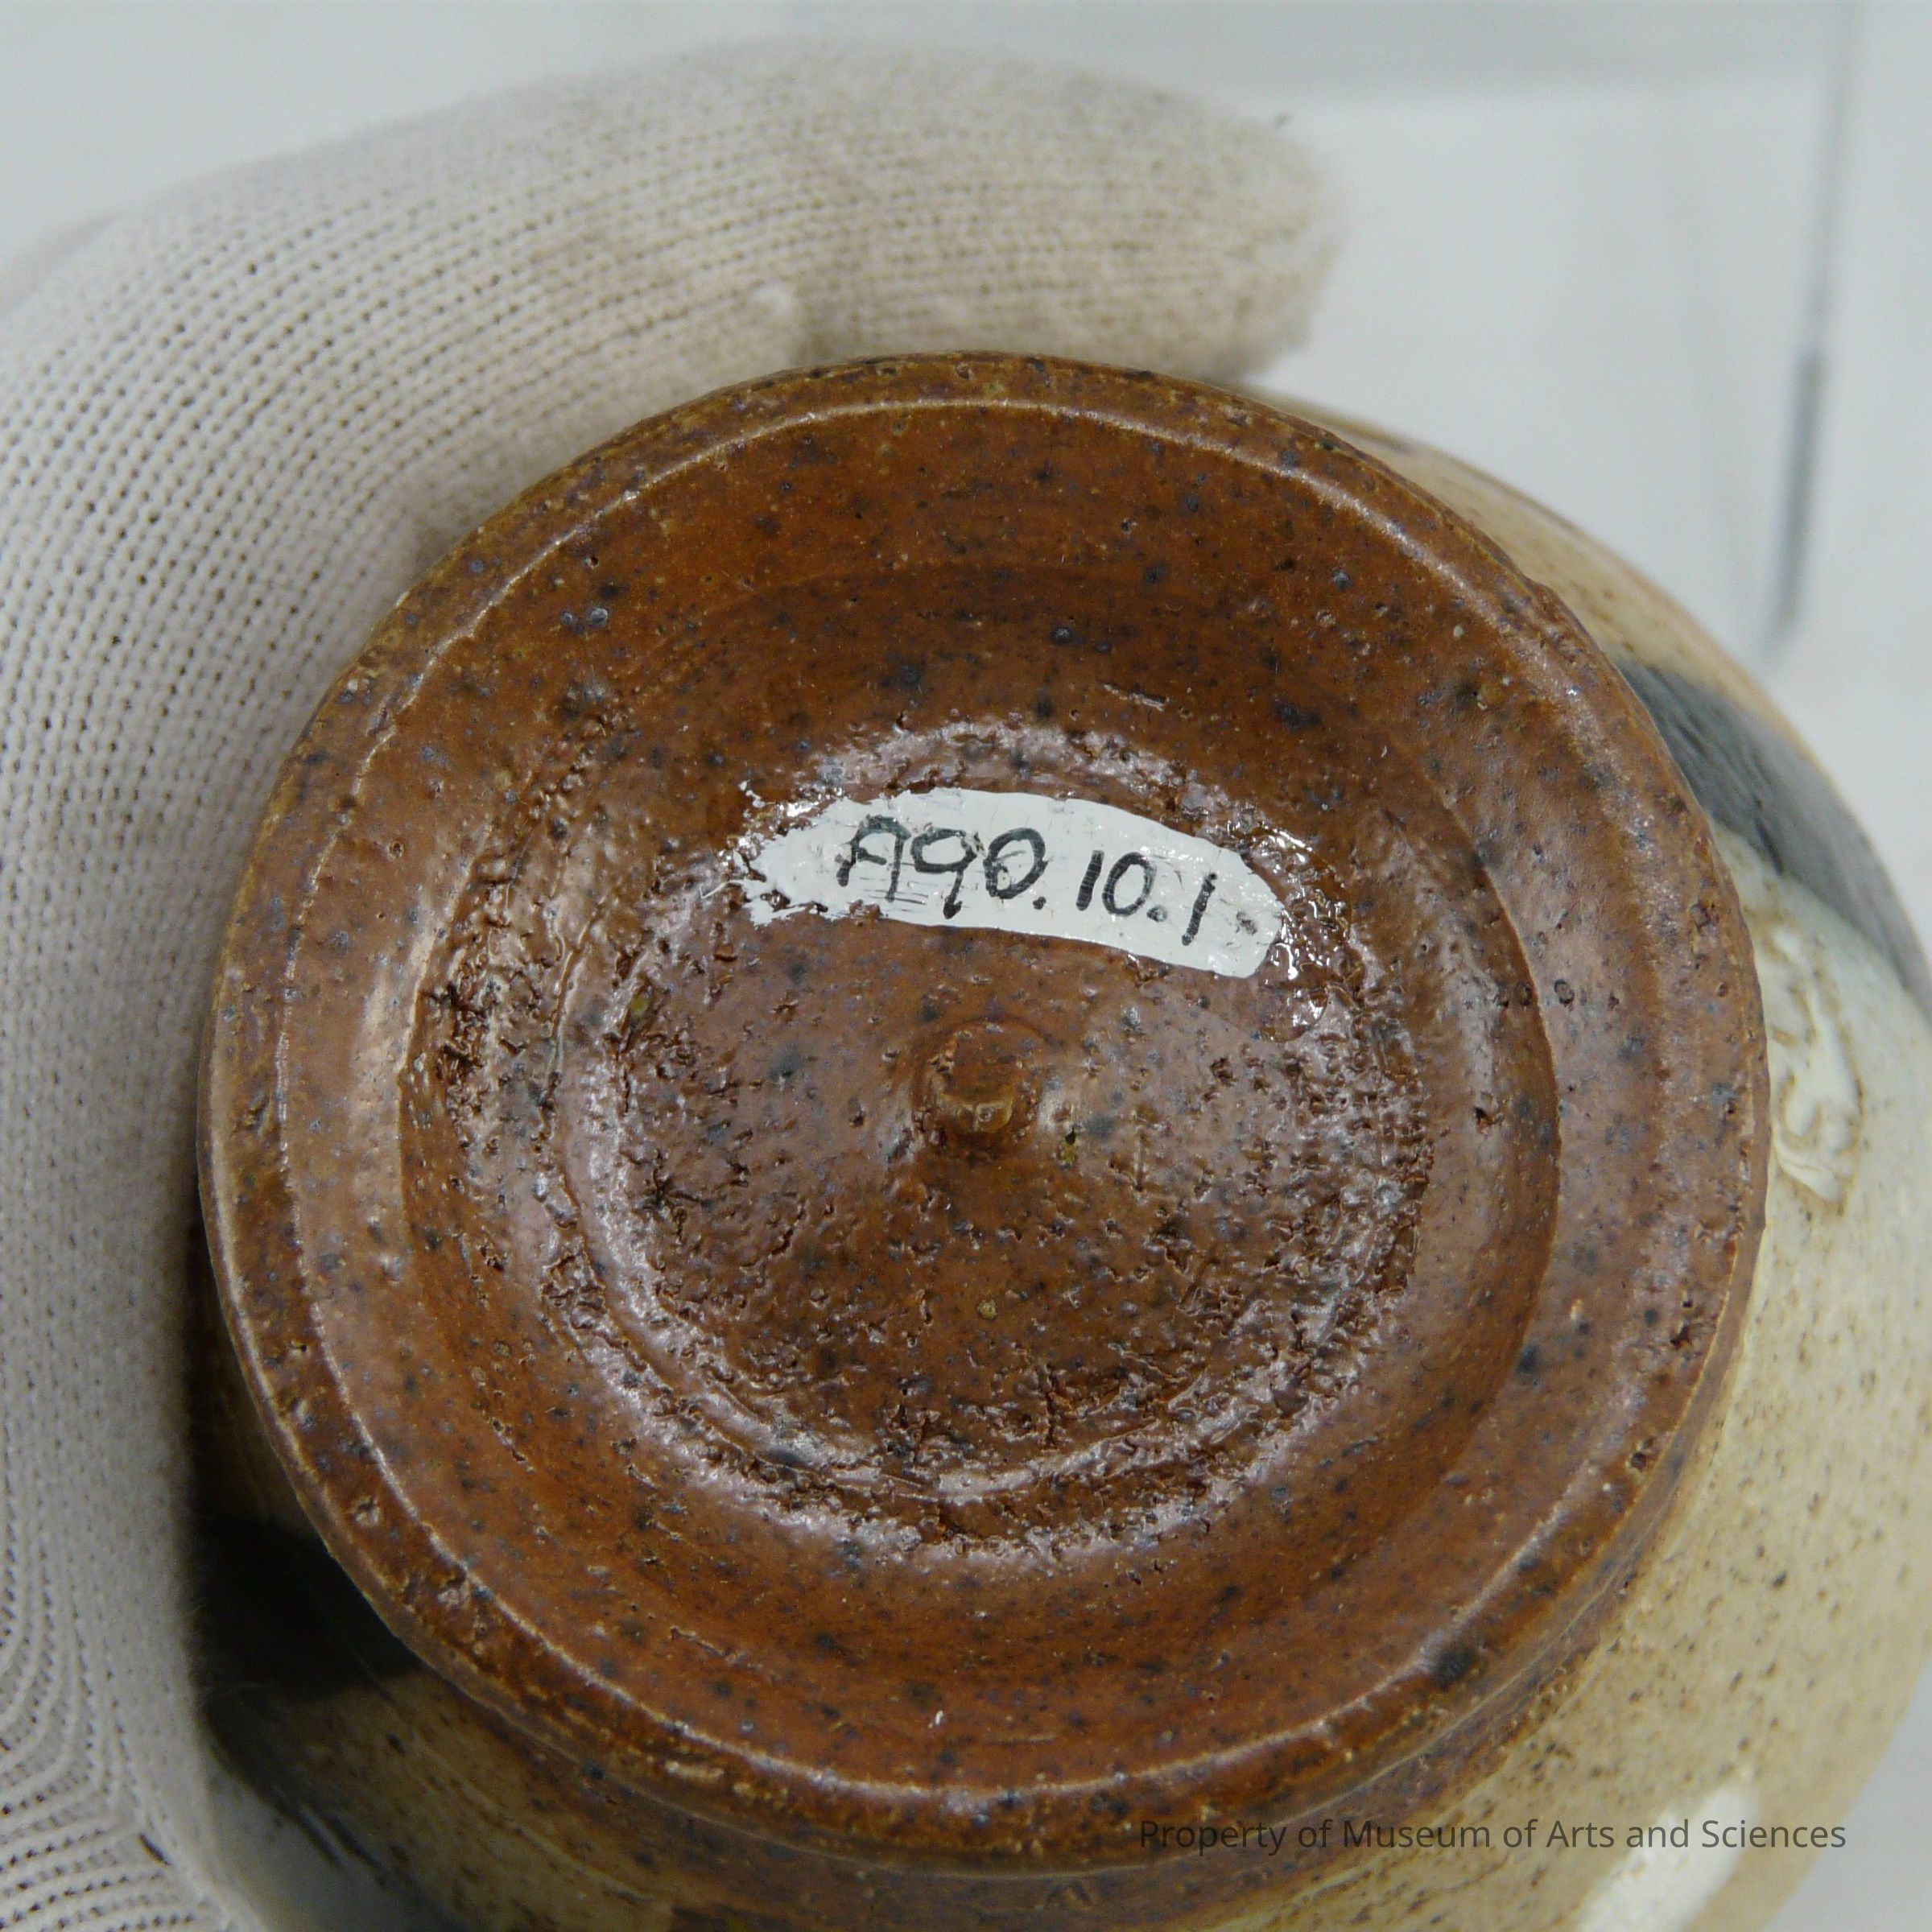 A90.10.1
Property of Museum of Arts and Sciences